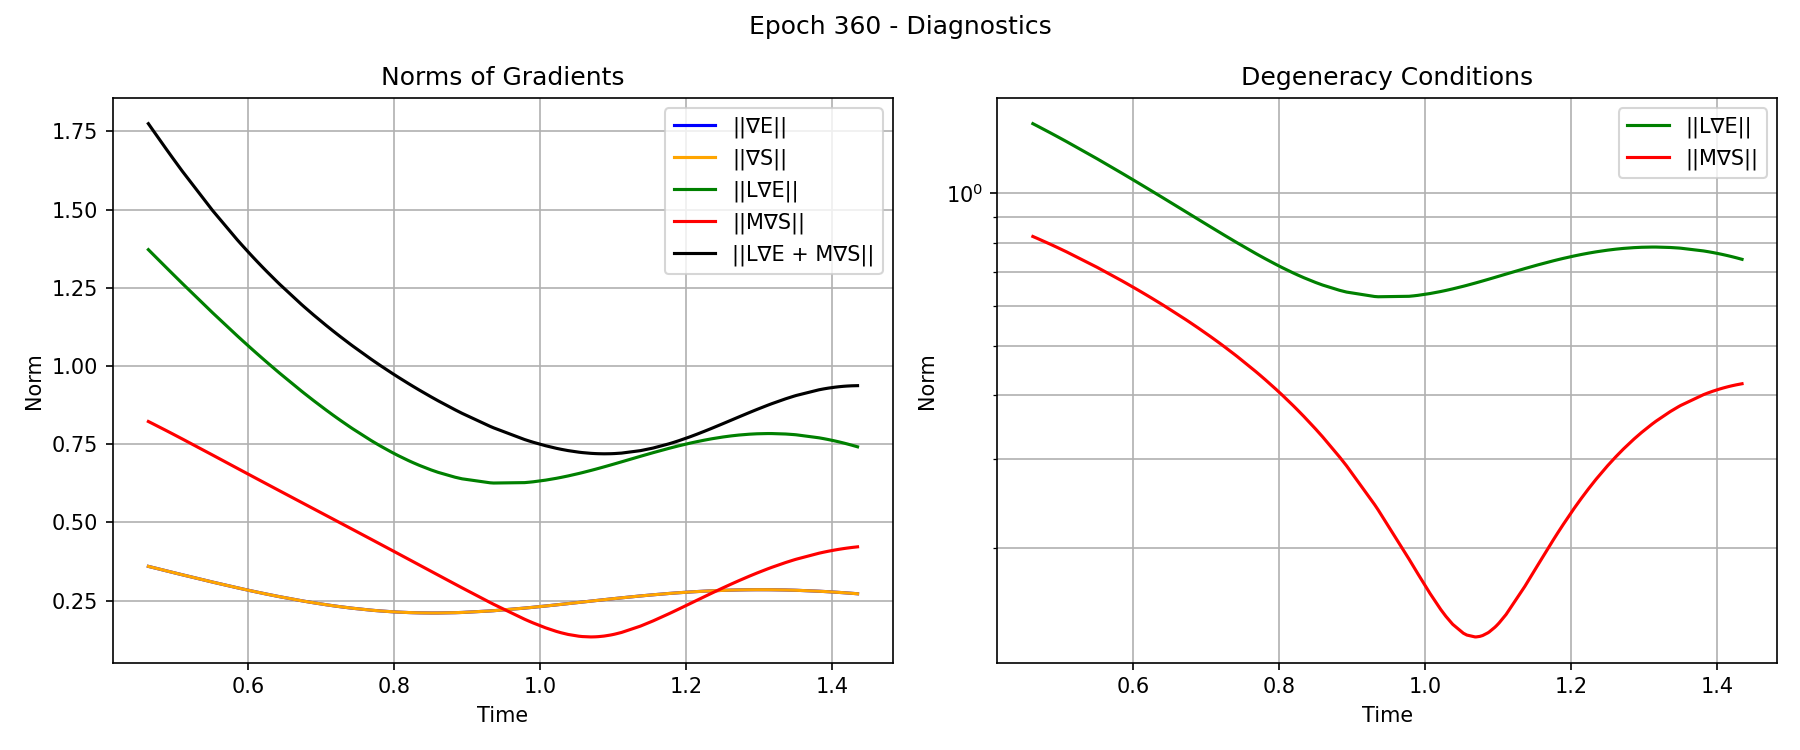 Epoch 360 - Diagnostics
Norms of Gradients
Norm
1.75
1.50
1.25
1.00
0.75
0.50
0.25
||∇E||
||∇S||
||L∇E||
||M∇S||
||L∇E + M∇S||
0.6 0.8 1.0 1.2 1.4
Time
Degeneracy Conditions
Norm
10⁰
||L∇E||
||M∇S||
0.6 0.8 1.0 1.2 1.4
Time